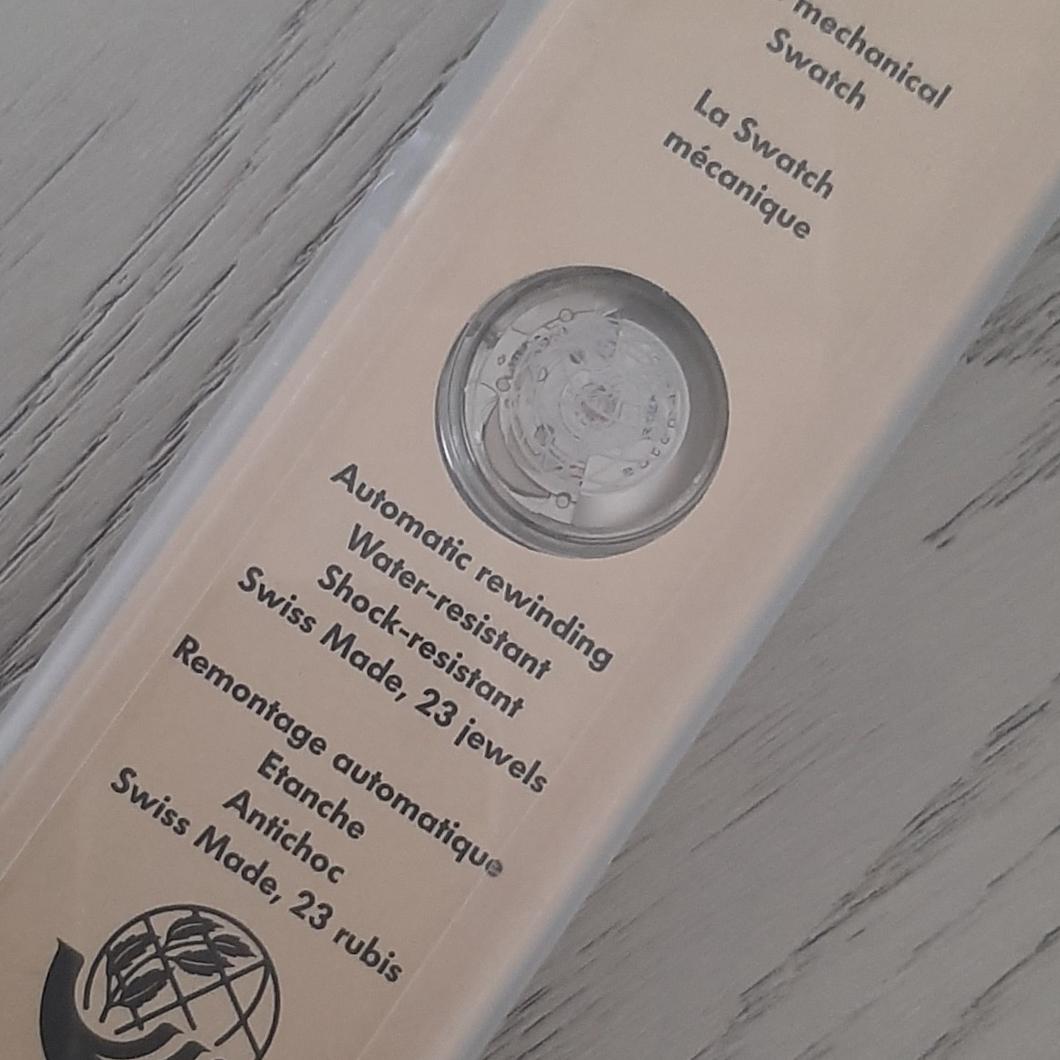 mechanical
Swatch
La Swatch
mécanique
Automatic rewinding
Water-resistant
Shock-resistant
Swiss Made, 23 jewels
Remontage automatique
Etanche
Antichoc
Swiss Made, 23 rubis